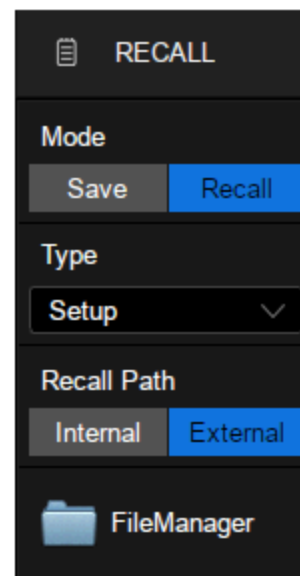 RECALL
Mode
Save Recall
Type
Setup
Recall Path
Internal External
FileManager